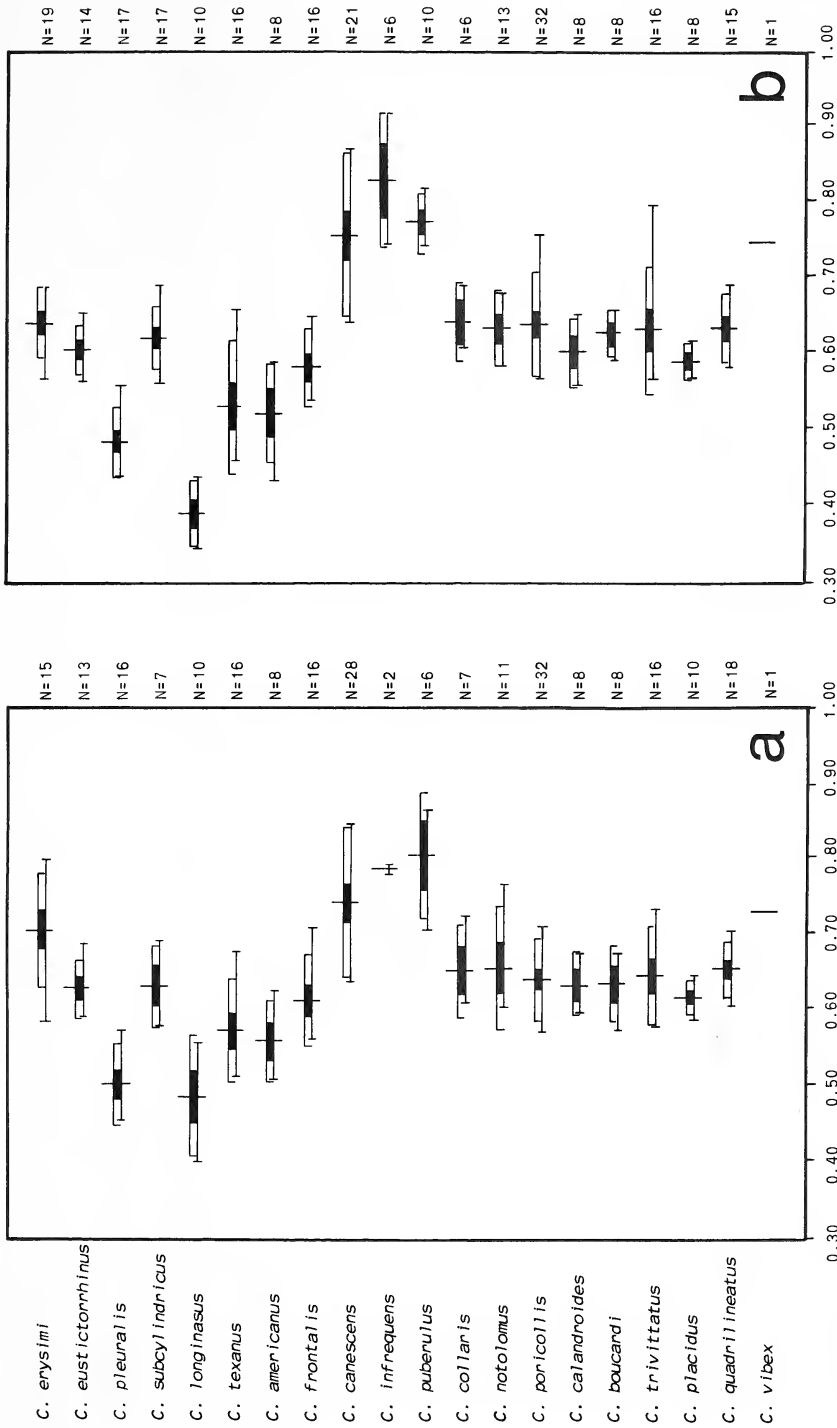 C. erysimi
C. eustictorrhinus
C. pleuralis
C. subcylindricus
C. longinasus
C. texanus
C. americanus
C. frontalis
C. canescens
C. infrequens
C. puberulus
C. collaris
C. notolomus
C. poricollis
C. calandroides
C. boucardi
C. trivittatus
C. placidus
C. quadrilineatus
C. vibex
N=15
N=13
N=16
N=7
N=10
N=16
N=8
N=16
N=28
N=2
N=6
N=7
N=11
N=32
N=8
N=8
N=16
N=10
N=18
N=1
a
0.30 0.40 0.50 0.60 0.70 0.80 0.90 1.00
N=19
N=14
N=17
N=17
N=10
N=16
N=8
N=16
N=21
N=6
N=10
N=6
N=13
N=32
N=8
N=8
N=16
N=8
N=15
N=1
b
0.30 0.40 0.50 0.60 0.70 0.80 0.90 1.00